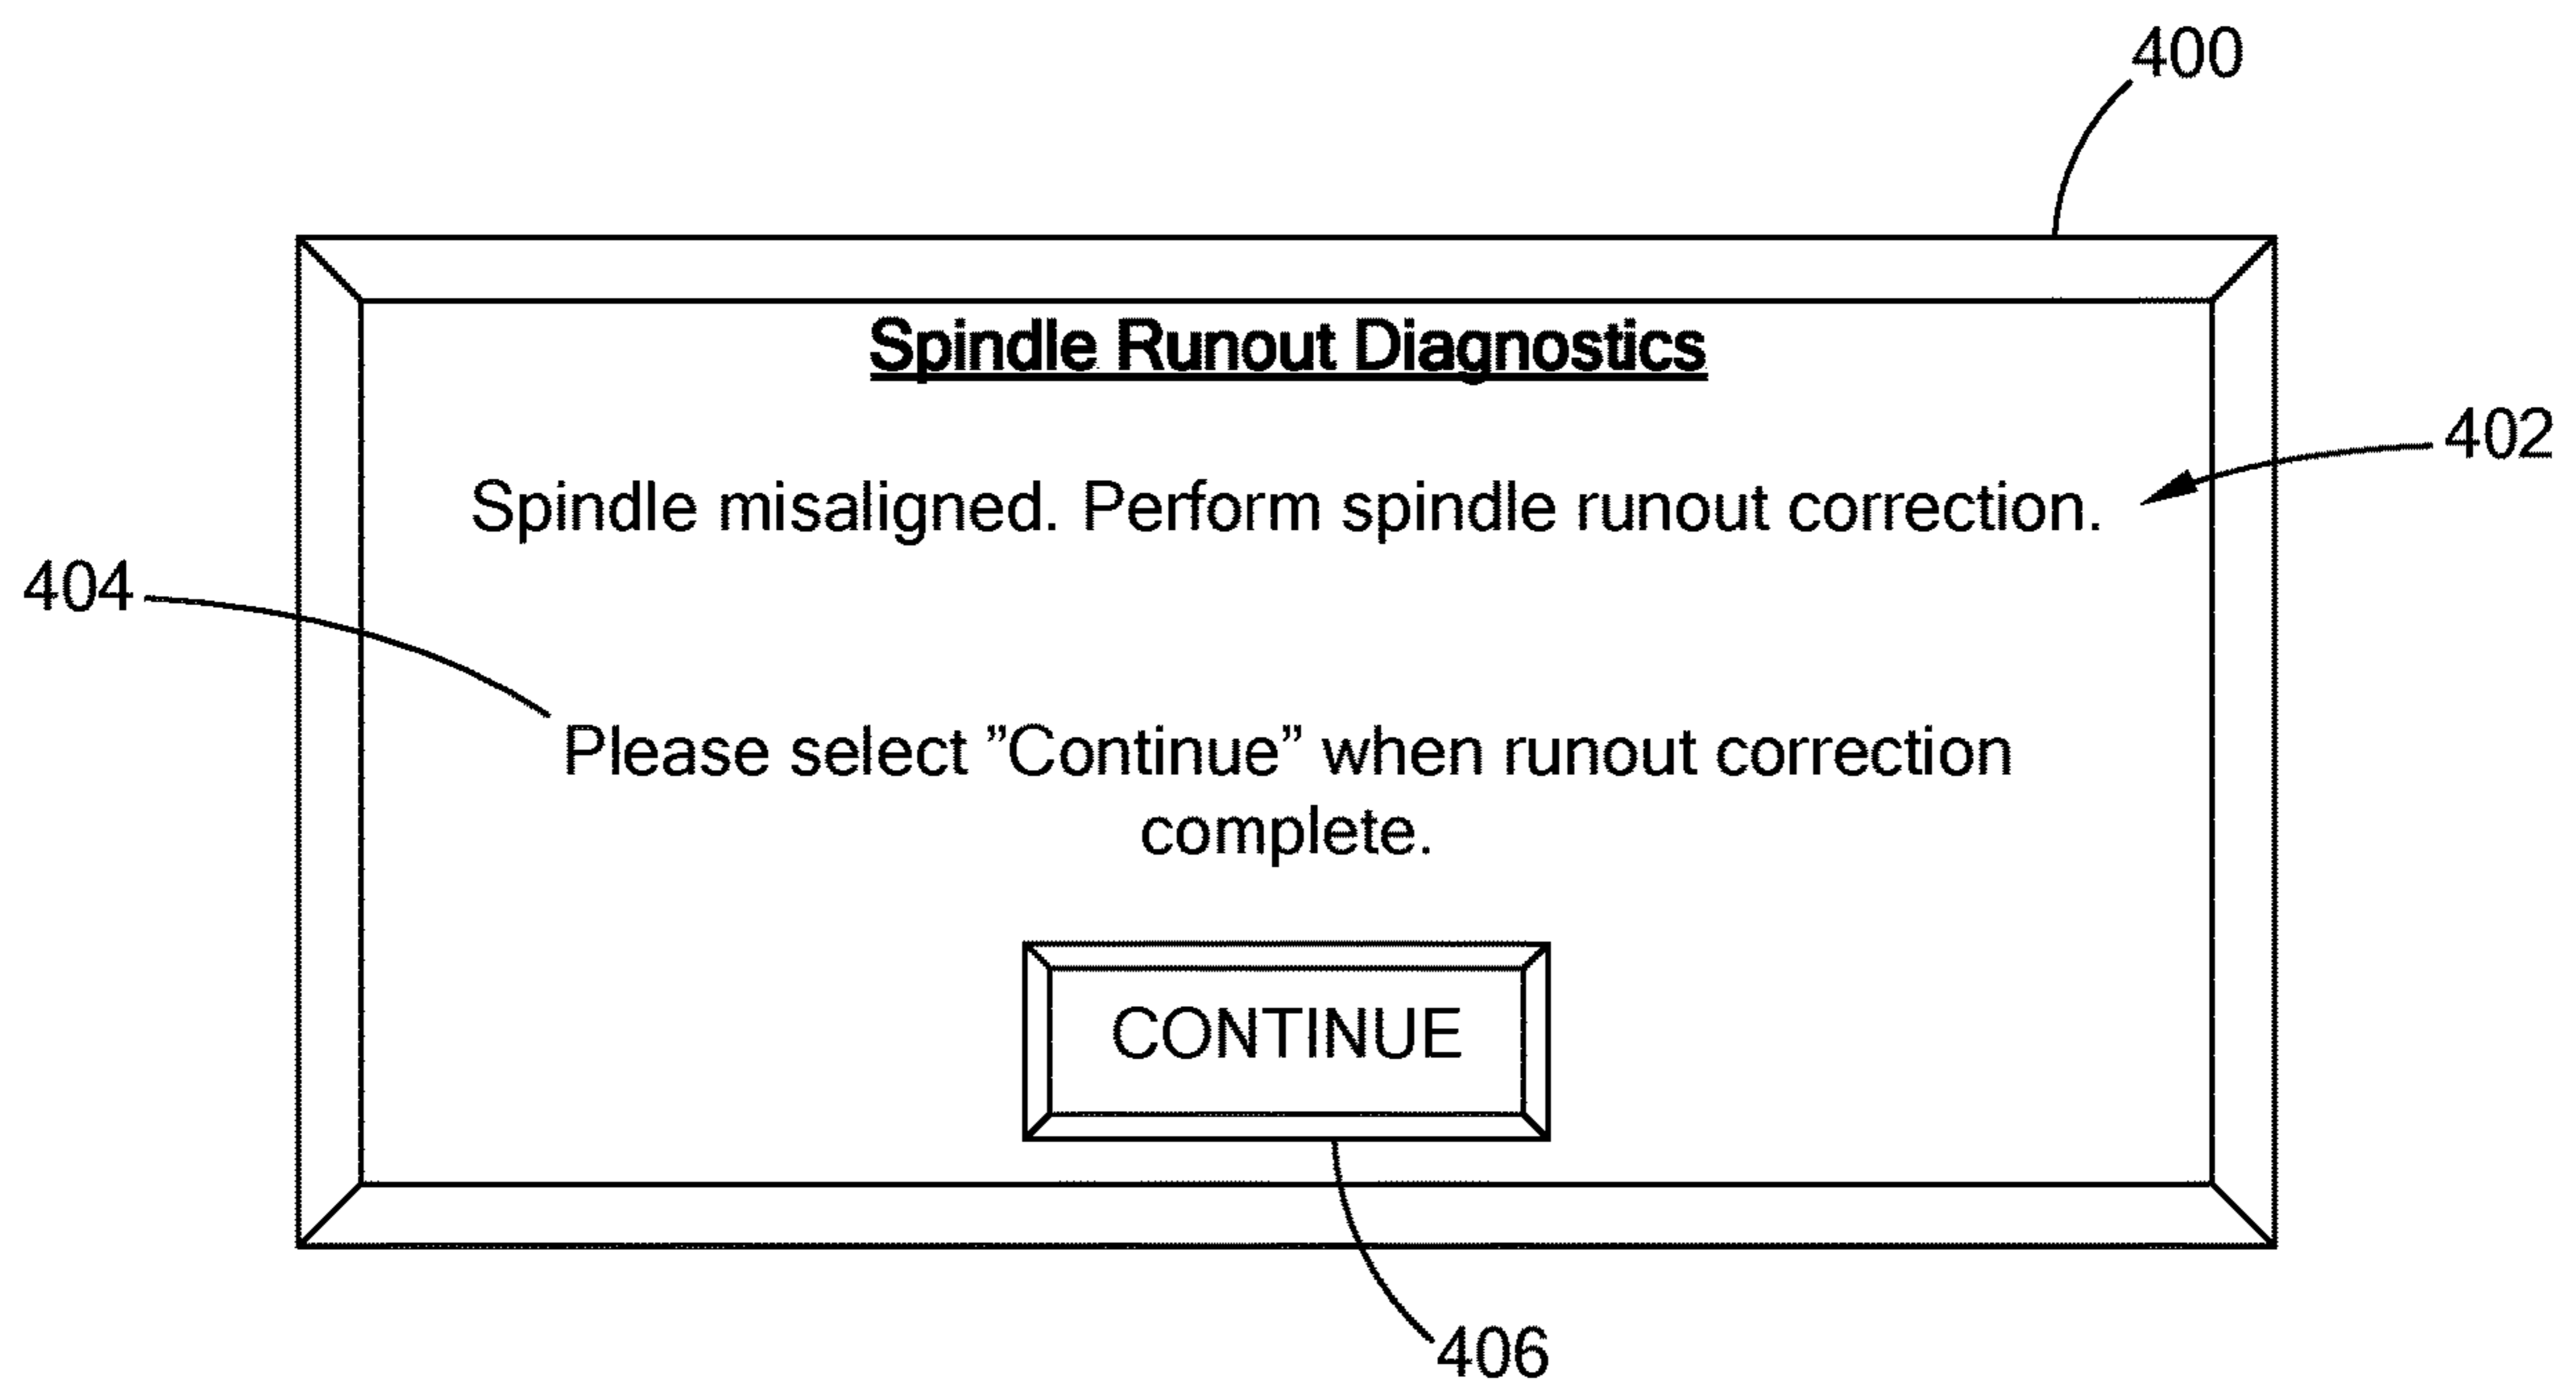 400
Spindle Runout Diagnostics
402
Spindle misaligned. Perform spindle runout correction.
404
Please select ”Continue” when runout correction
complete.
CONTINUE
406